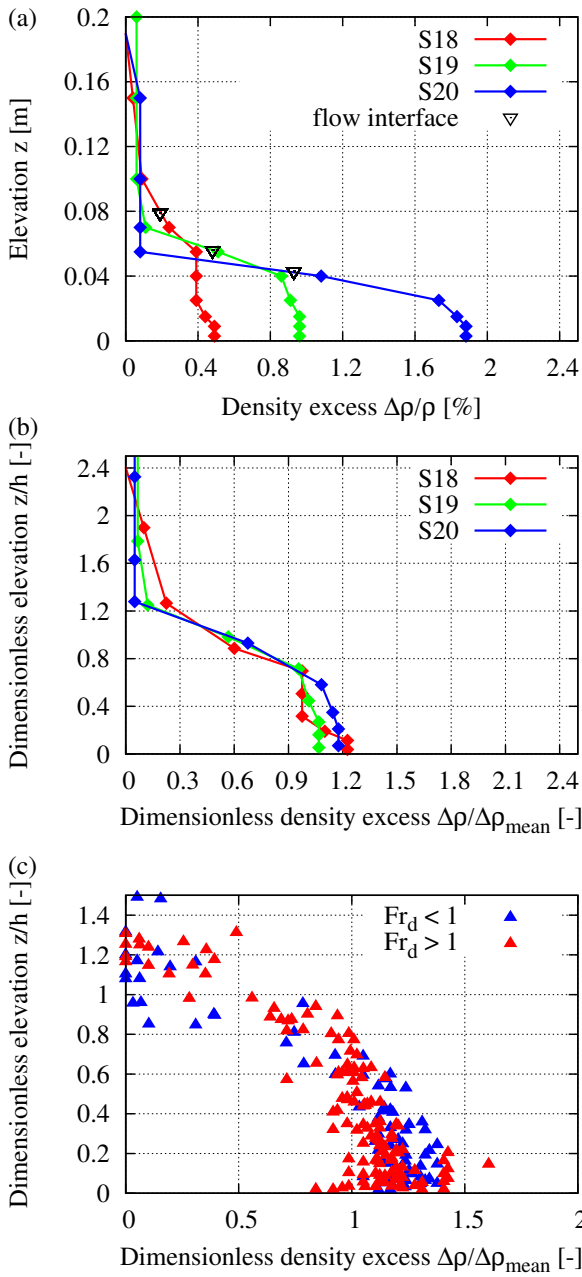 (a)
0.2
0.16
0.12
0.08
0.04
0
Elevation z [m]
S18
S19
S20
flow interface
0 0.4 0.8 1.2 1.6 2 2.4
Density excess Δρ/ρ [%]
(b)
2.4
2
1.6
1.2
0.8
0.4
0
Dimensionless elevation z/h [-]
S18
S19
S20
0 0.3 0.6 0.9 1.2 1.5 1.8 2.1 2.4
Dimensionless density excess Δρ/Δρmean [-]
(c)
1.4
1.2
1
0.8
0.6
0.4
0.2
0
Dimensionless elevation z/h [-]
Frd < 1
Frd > 1
0 0.5 1 1.5 2
Dimensionless density excess Δρ/Δρmean [-]